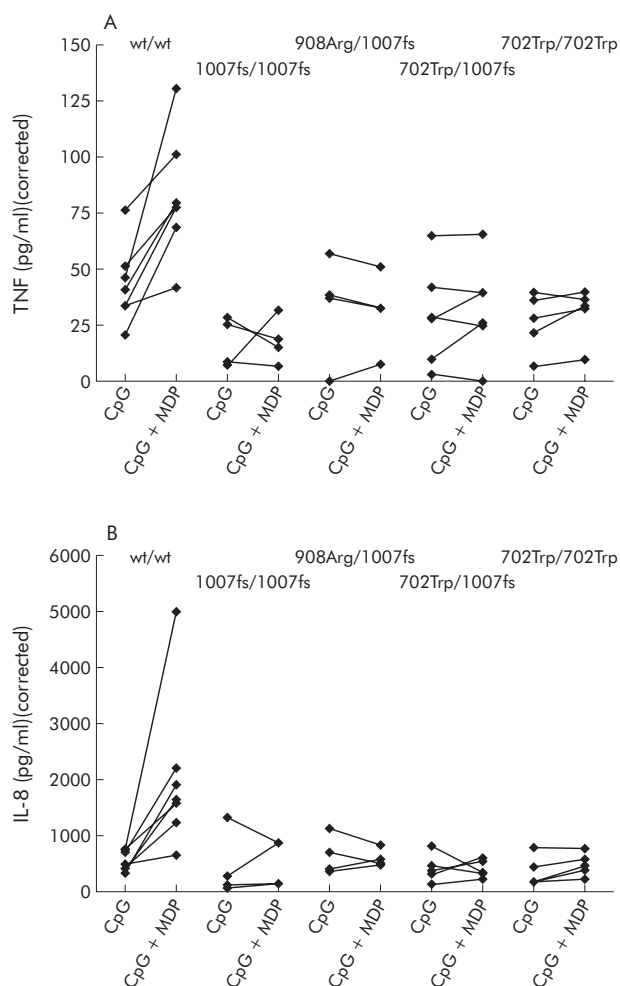 A
wt/wt
908Arg/1007fs
702Trp/702Trp
1007fs/1007fs
702Trp/1007fs
TNF (pg/ml)(corrected)
150
125
100
75
50
25
0
CpG
CpG + MDP
CpG
CpG + MDP
CpG
CpG + MDP
CpG
CpG + MDP
CpG
CpG + MDP
B
wt/wt
908Arg/1007fs
702Trp/702Trp
1007fs/1007fs
702Trp/1007fs
IL-8 (pg/ml)(corrected)
6000
5000
4000
3000
2000
1000
0
CpG
CpG + MDP
CpG
CpG + MDP
CpG
CpG + MDP
CpG
CpG + MDP
CpG
CpG + MDP